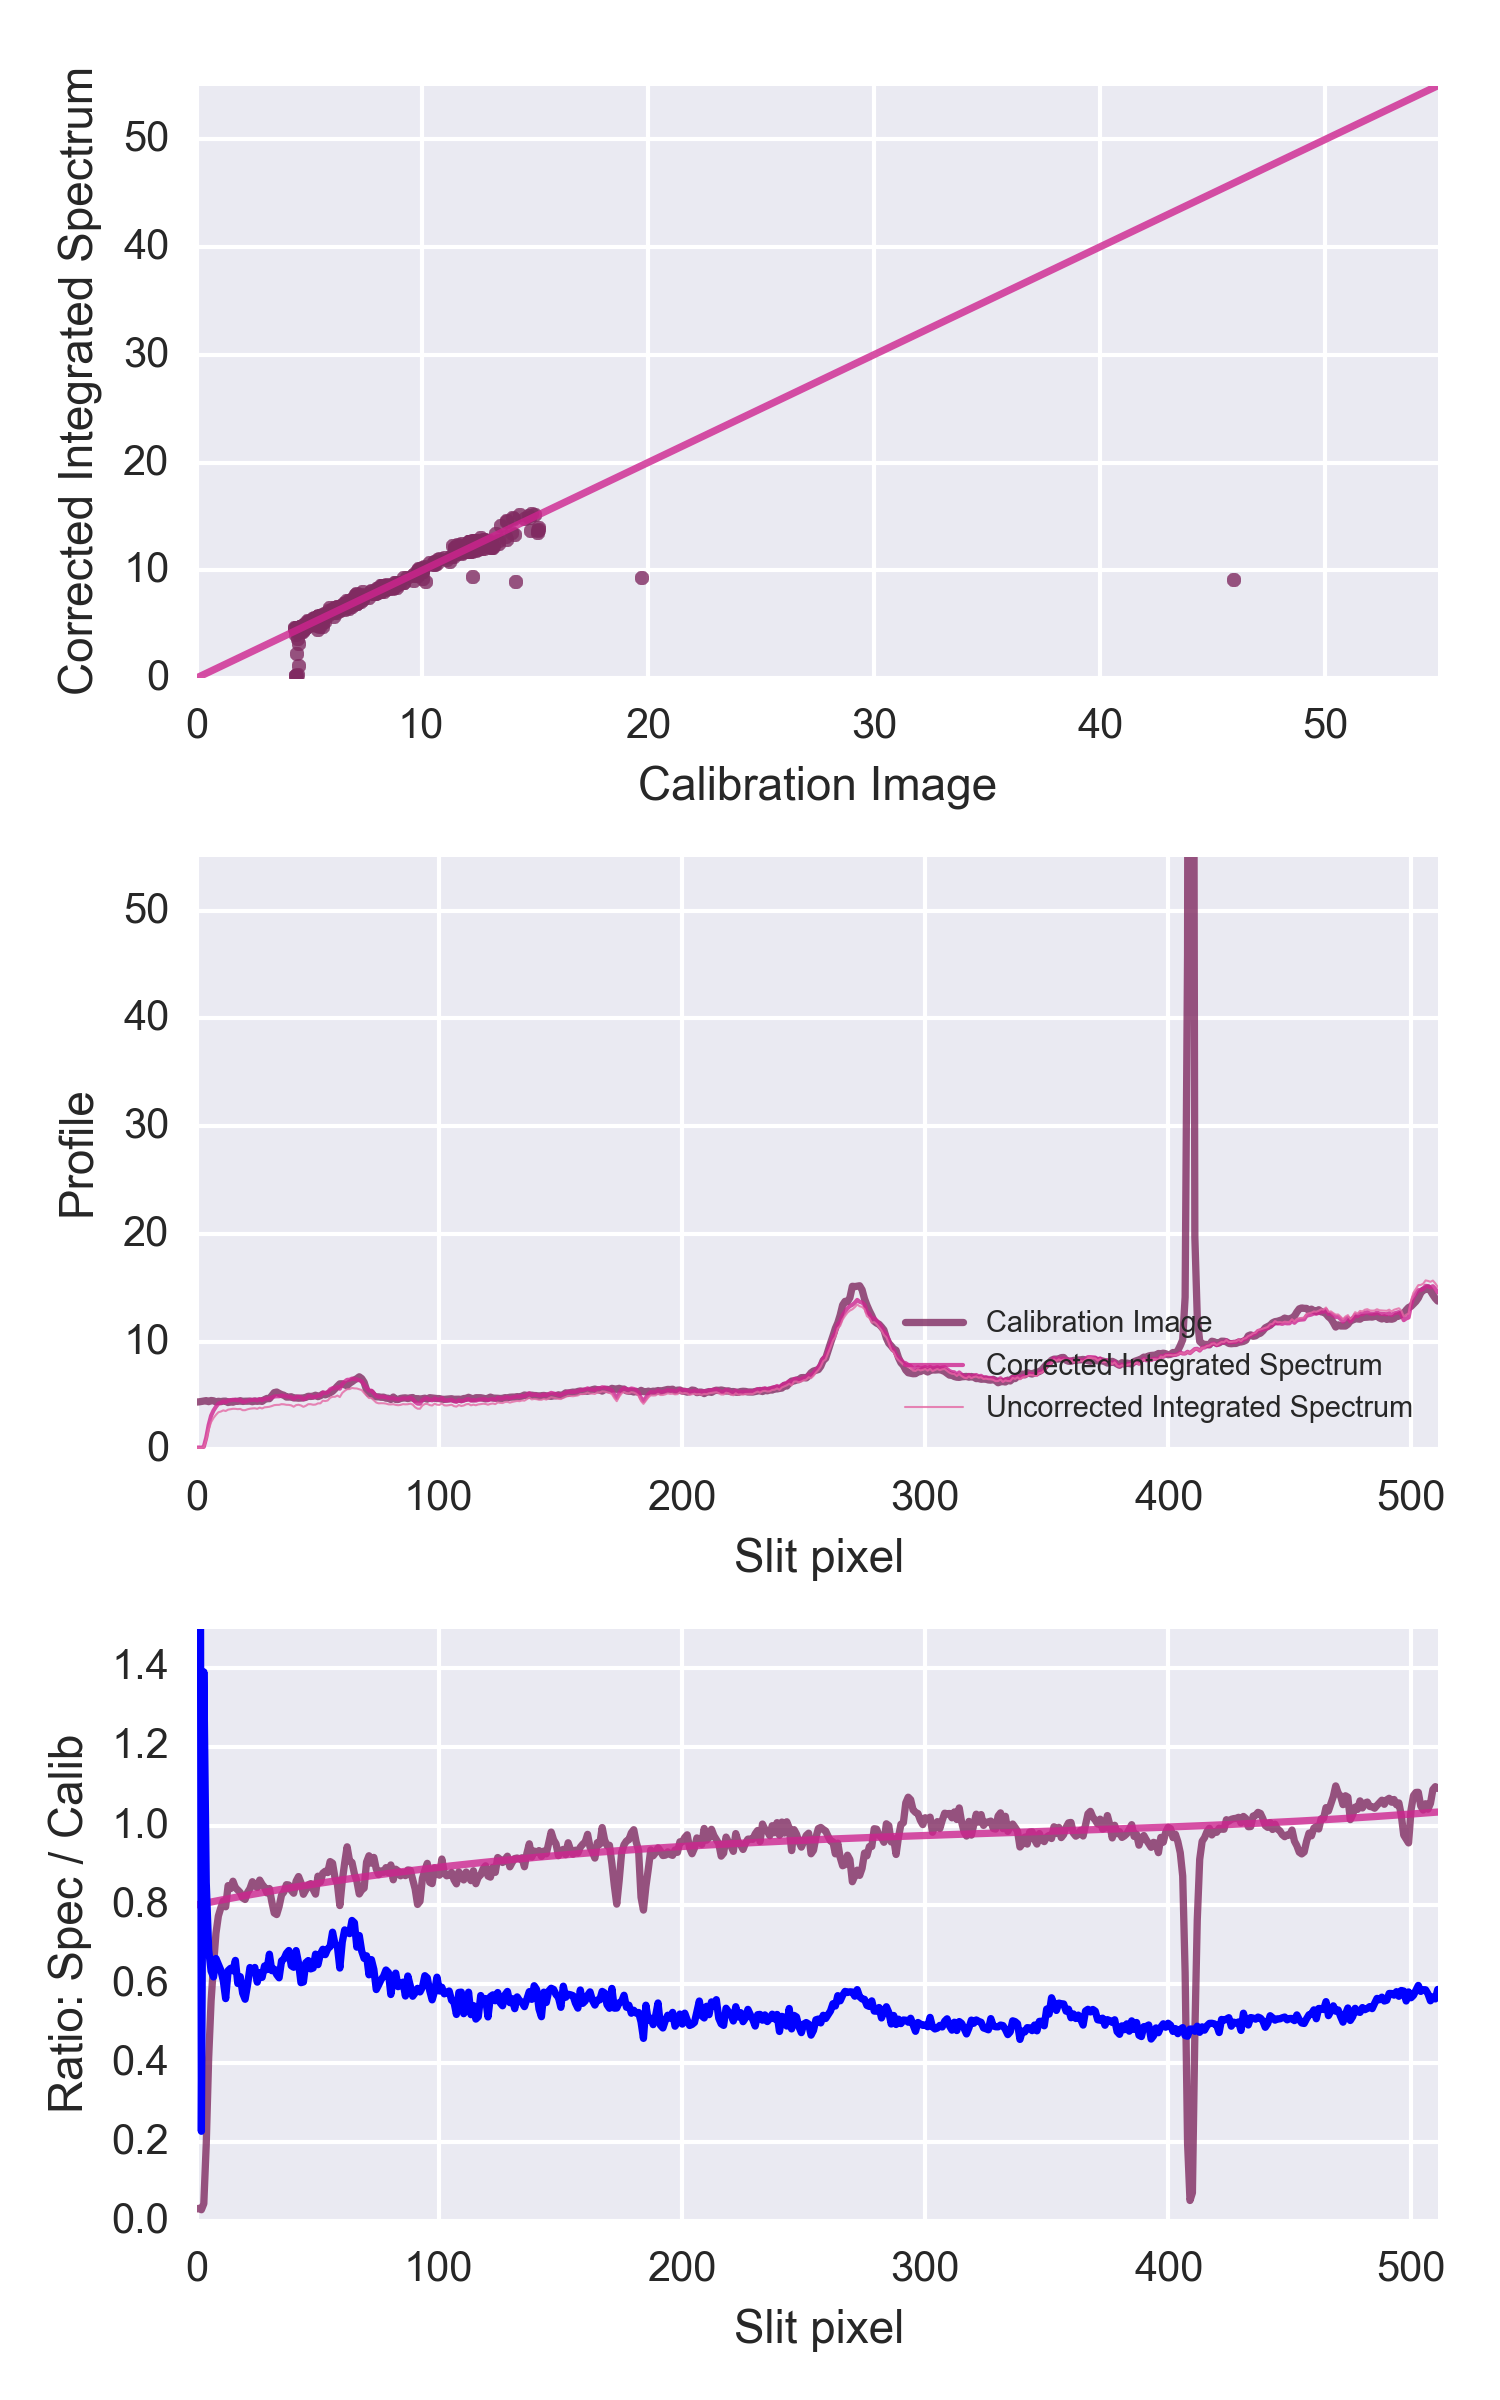 Corrected Integrated Spectrum
50
40
30
20
10
0
0 10 20 30 40 50
Calibration Image
Profile
50
40
30
20
10
0
Calibration Image
Corrected Integrated Spectrum
Uncorrected Integrated Spectrum
0 100 200 300 400 500
Slit pixel
Ratio: Spec / Calib
1.4
1.2
1.0
0.8
0.6
0.4
0.2
0.0
0 100 200 300 400 500
Slit pixel